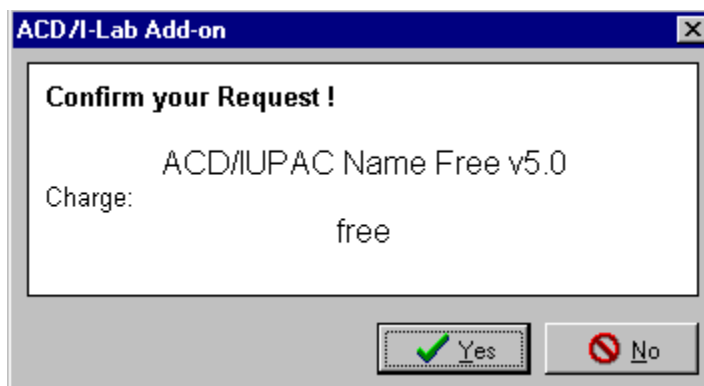 ACD/I-Lab Add-on
Confirm your Request !
ACD/IUPAC Name Free v5.0
Charge:
free
Yes
No